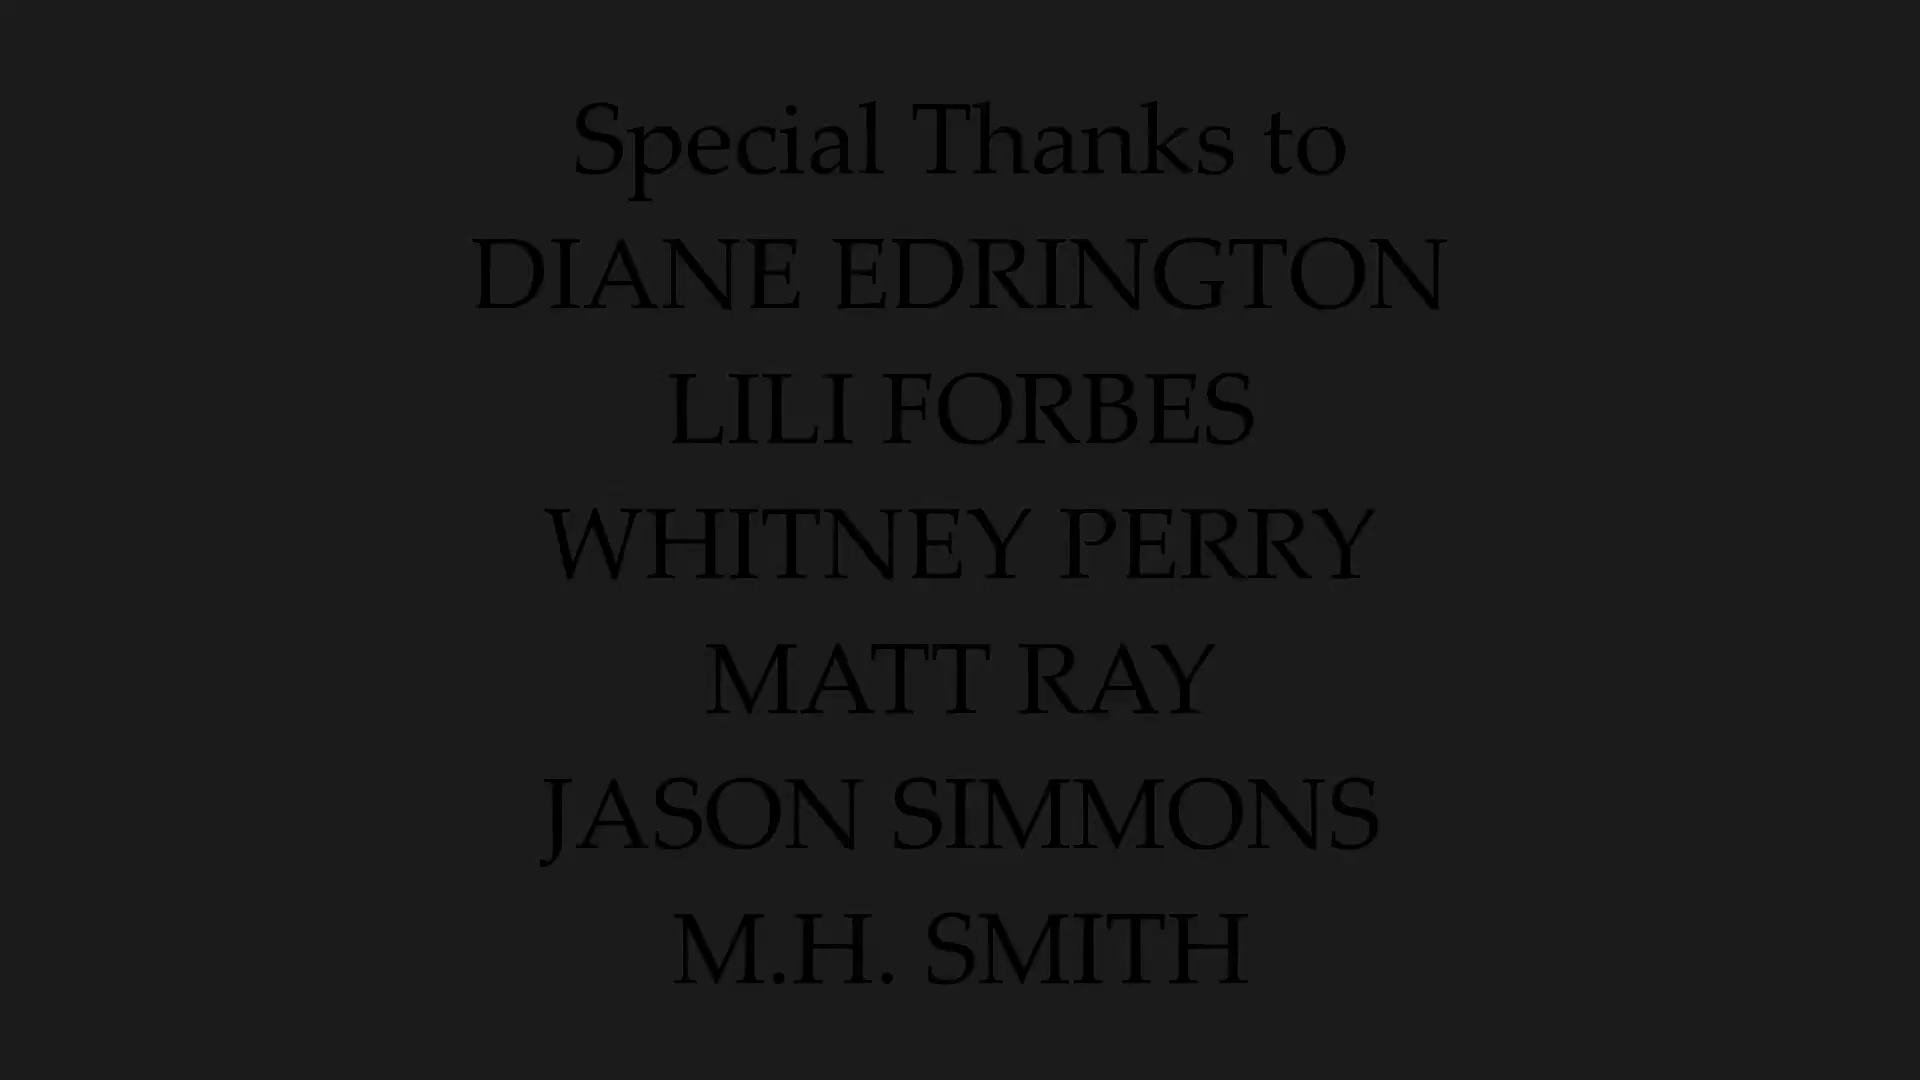 Special Thanks to
DIANE EDRINGTON
LILI FORBES
WHITNEY PERRY
MATT RAY
JASON SIMMONS
M.H. SMITH